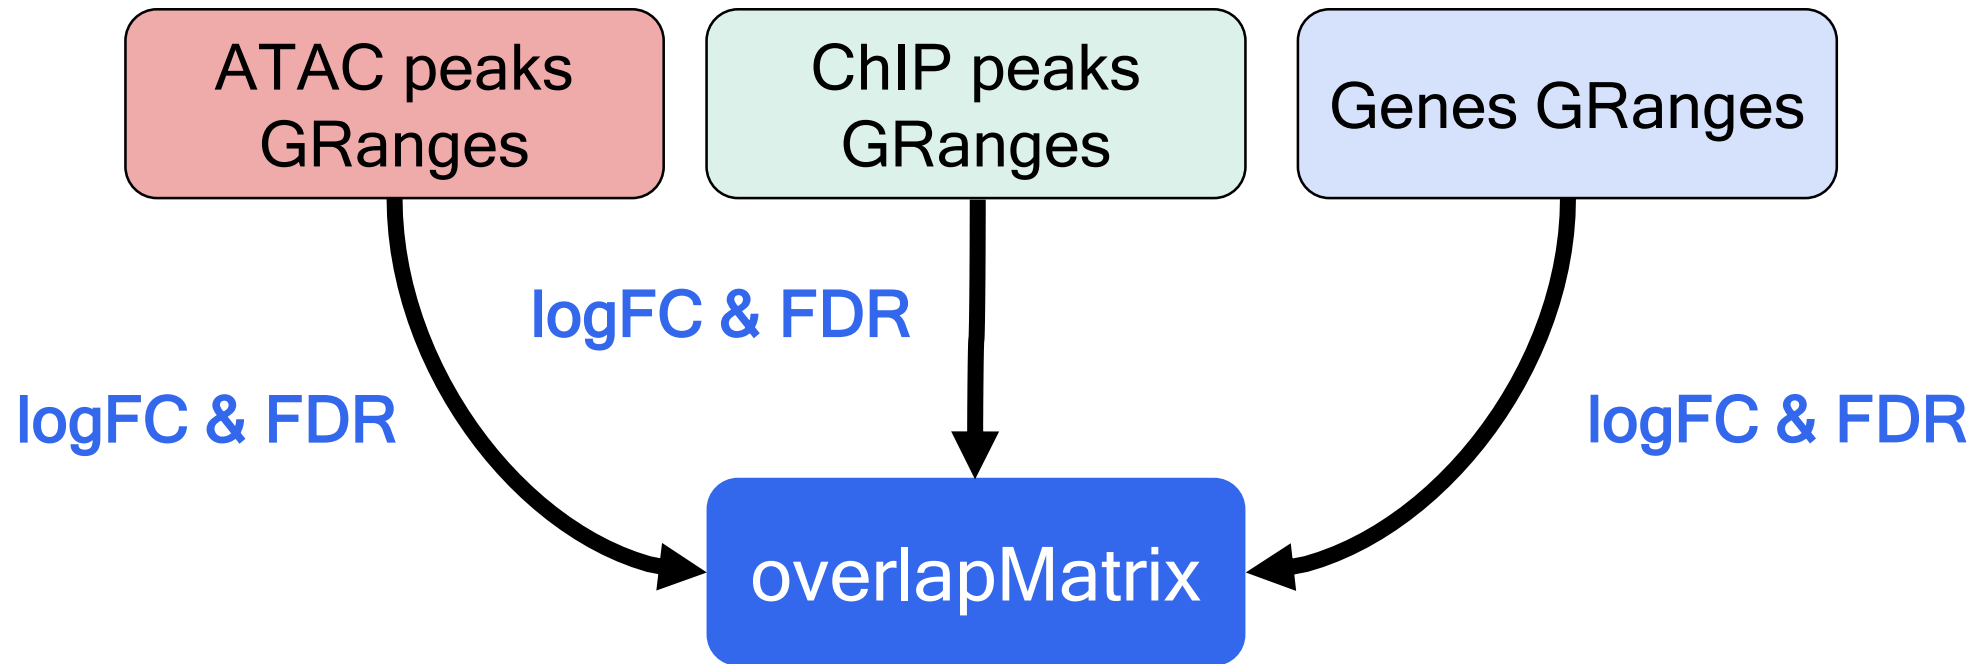 ATAC peaks
GRanges
ChIP peaks
GRanges
Genes GRanges
logFC & FDR
logFC & FDR
logFC & FDR
overlapMatrix